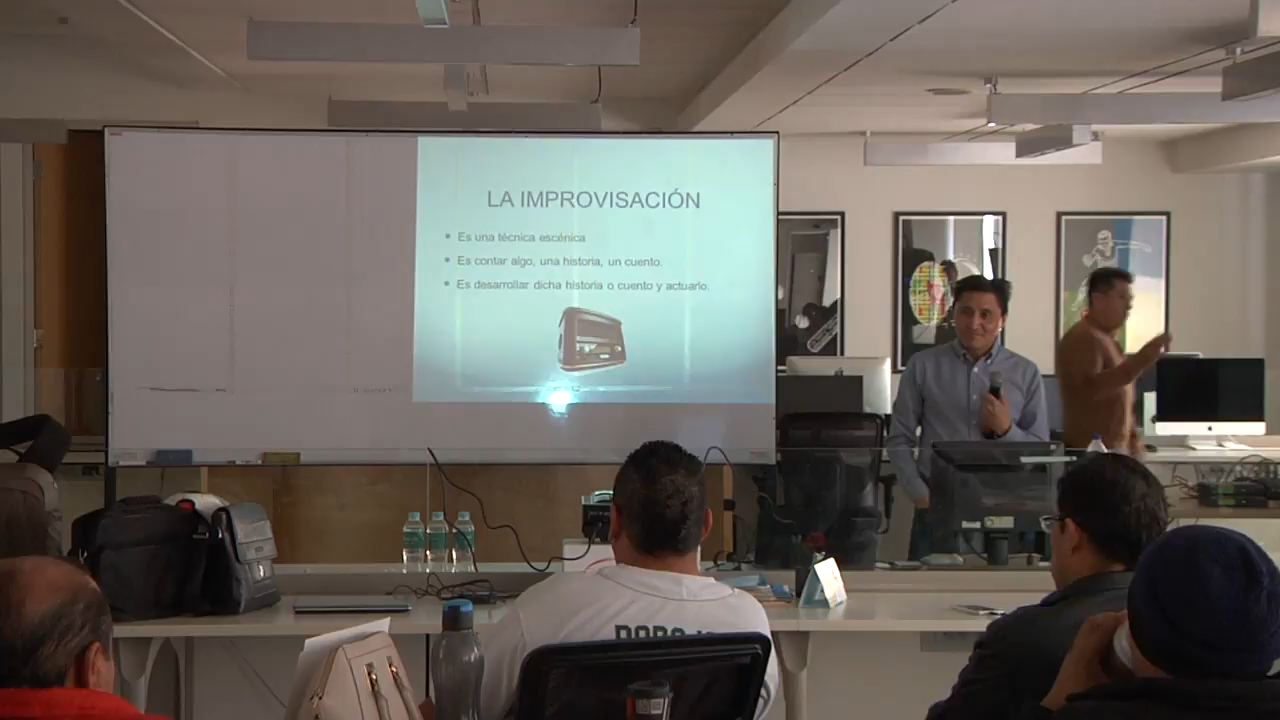 LA IMPROVISACIÓN
• Es una técnica escénica
• Es contar algo, una historia, un cuento.
• Es desarrollar dicha historia o cuento y actuarlo.